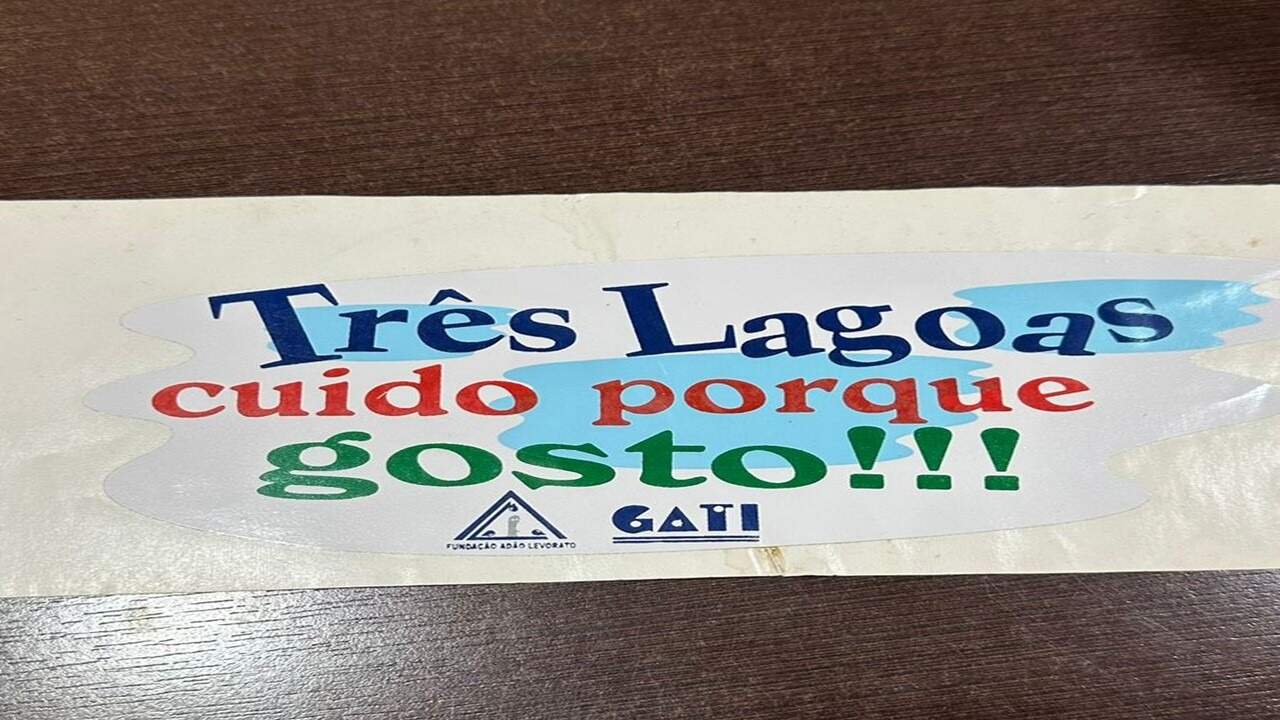 Três Lagoas
cuido porque
gosto!!!
FUNDAÇÃO ADÃO LEVORATO
GATI